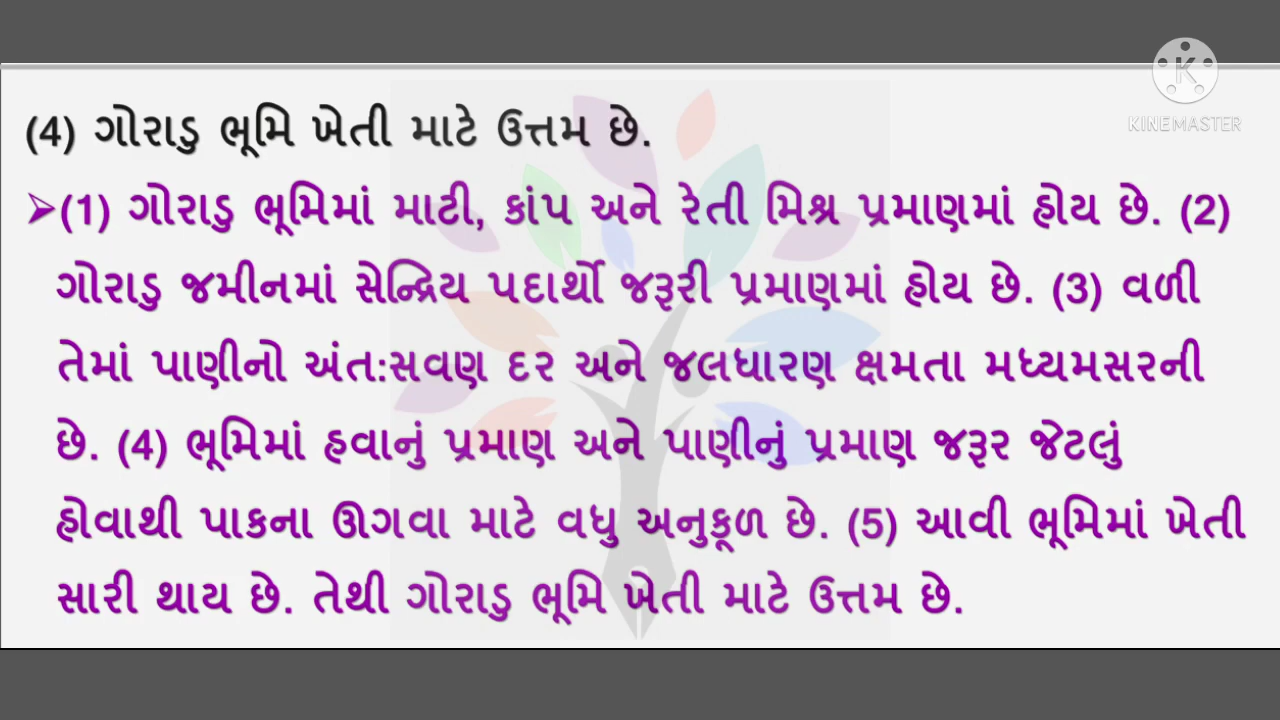 KINEMASTER
(4) ગોરાડુ ભૂમિ ખેતી માટે ઉત્તમ છે.
➢(1) ગોરાડુ ભૂમિમાં માટી, કાંપ અને રેતી મિશ્ર પ્રમાણમાં હોય છે. (2)
ગોરાડુ જમીનમાં સેન્દ્રિય પદાર્થો જરૂરી પ્રમાણમાં હોય છે. (3) વળી
તેમાં પાણીનો અંત:સવણ દર અને જલધારણ ક્ષમતા મધ્યમસરની
છે. (4) ભૂમિમાં હવાનું પ્રમાણ અને પાણીનું પ્રમાણ જરૂર જેટલું
હોવાથી પાકના ઊગવા માટે વધુ અનુકૂળ છે. (5) આવી ભૂમિમાં ખેતી
સારી થાય છે. તેથી ગોરાડુ ભૂમિ ખેતી માટે ઉત્તમ છે.